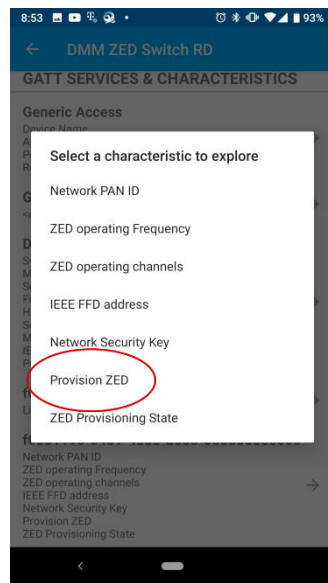 8:53 93%
DMM ZED Switch RD
GATT SERVICES & CHARACTERISTICS
Generic Access
Device Name
Select a characteristic to explore
Network PAN ID
ZED operating Frequency
ZED operating channels
IEEE FFD address
Network Security Key
Provision ZED
ZED Provisioning State
Network PAN ID
ZED operating Frequency
ZED operating channels
IEEE FFD address
Network Security Key
Provision ZED
ZED Provisioning State